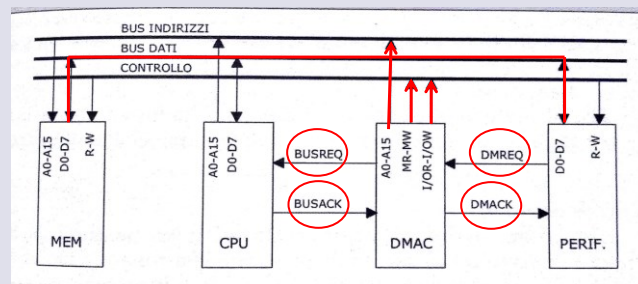 BUS INDIRIZZI
BUS DATI
CONTROLLO
A0-A15
D0-D7
R-W
MEM
A0-A15
D0-D7
CPU
BUSREQ
BUSACK
A0-A15
MR-MW
I/OR-I/OW
DMAC
DMREQ
DMACK
D0-D7
R-W
PERIF.